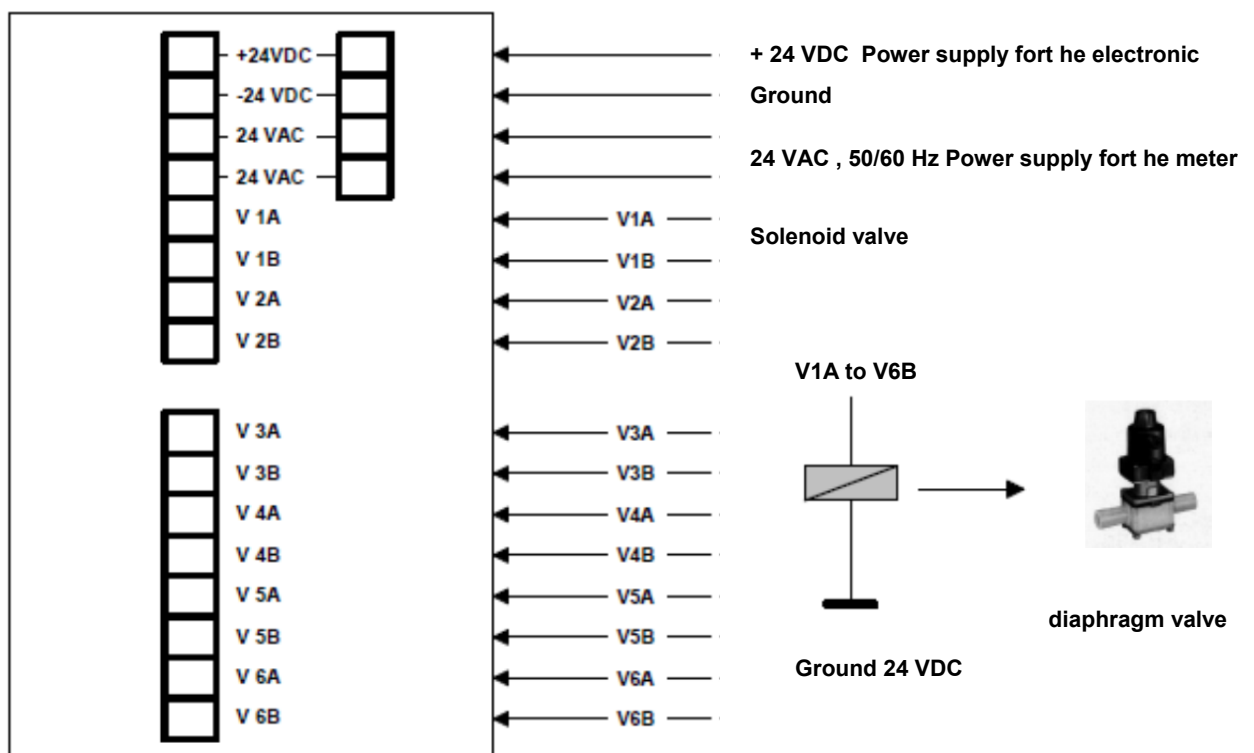 +24VDC
+ 24 VDC Power supply fort he electronic
-24 VDC
Ground
24 VAC
24 VAC , 50/60 Hz Power supply fort he meter
24 VAC
V 1A
V1A
Solenoid valve
V 1B
V1B
V 2A
V2A
V 2B
V2B
V1A to V6B
V 3A
V3A
V 3B
V3B
V 4A
V4A
V 4B
V4B
V 5A
V5A
diaphragm valve
V 5B
V5B
Ground 24 VDC
V 6A
V6A
V 6B
V6B